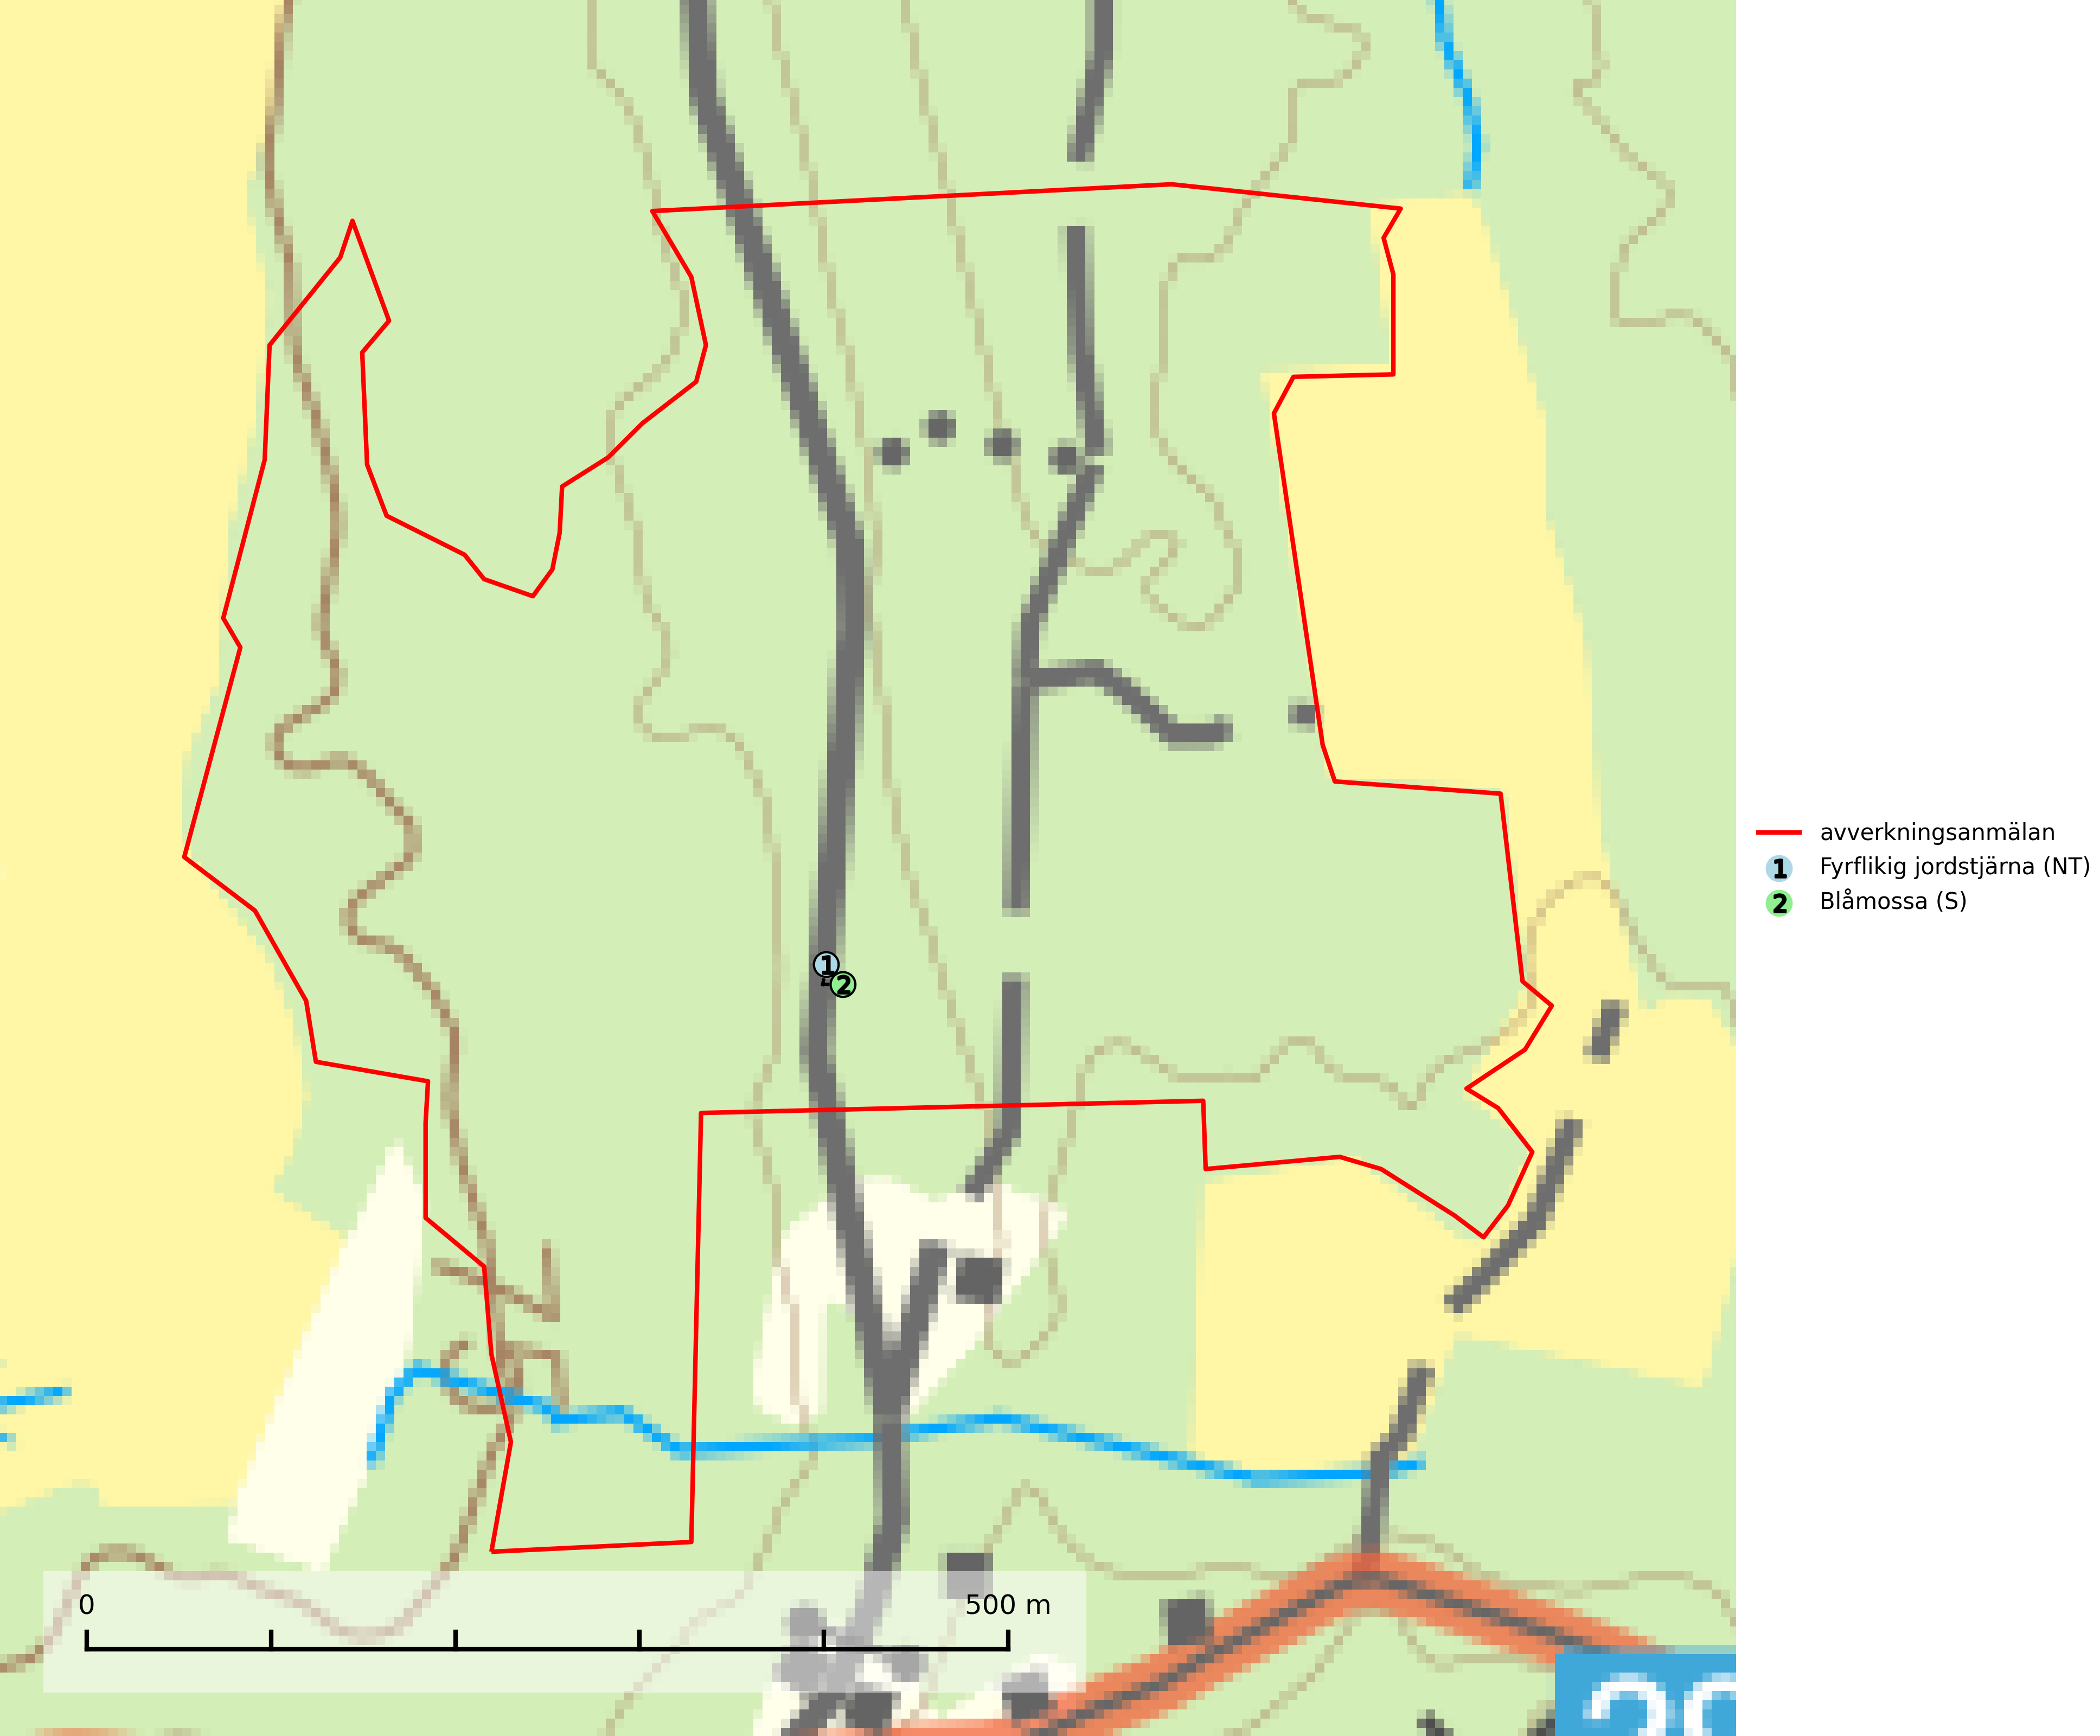 avverkningsanmälan
1 Fyrflikig jordstjärna (NT)
2 Blåmossa (S)
1
2
0 500 m